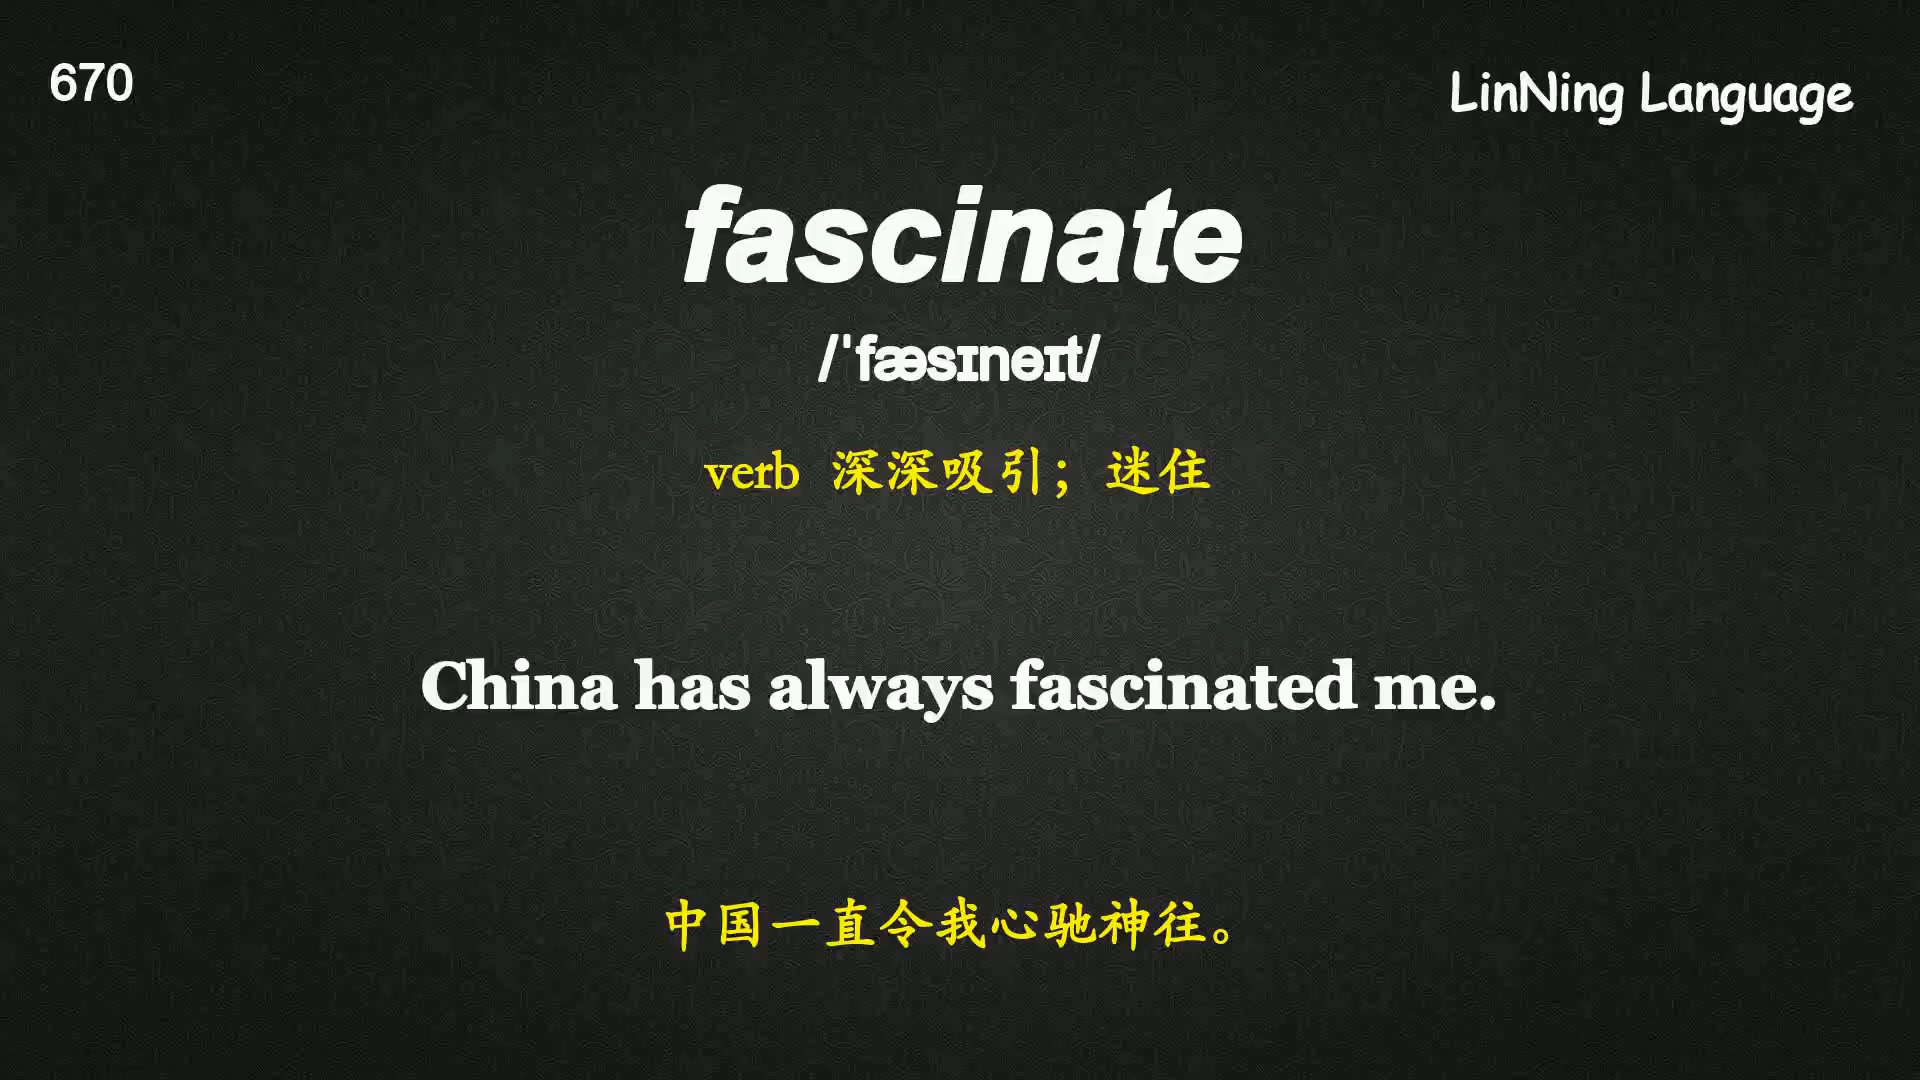 670
LinNing Language
fascinate
/ˈfæsɪneɪt/
verb 深深吸引；迷住
China has always fascinated me.
中国一直令我心驰神往。